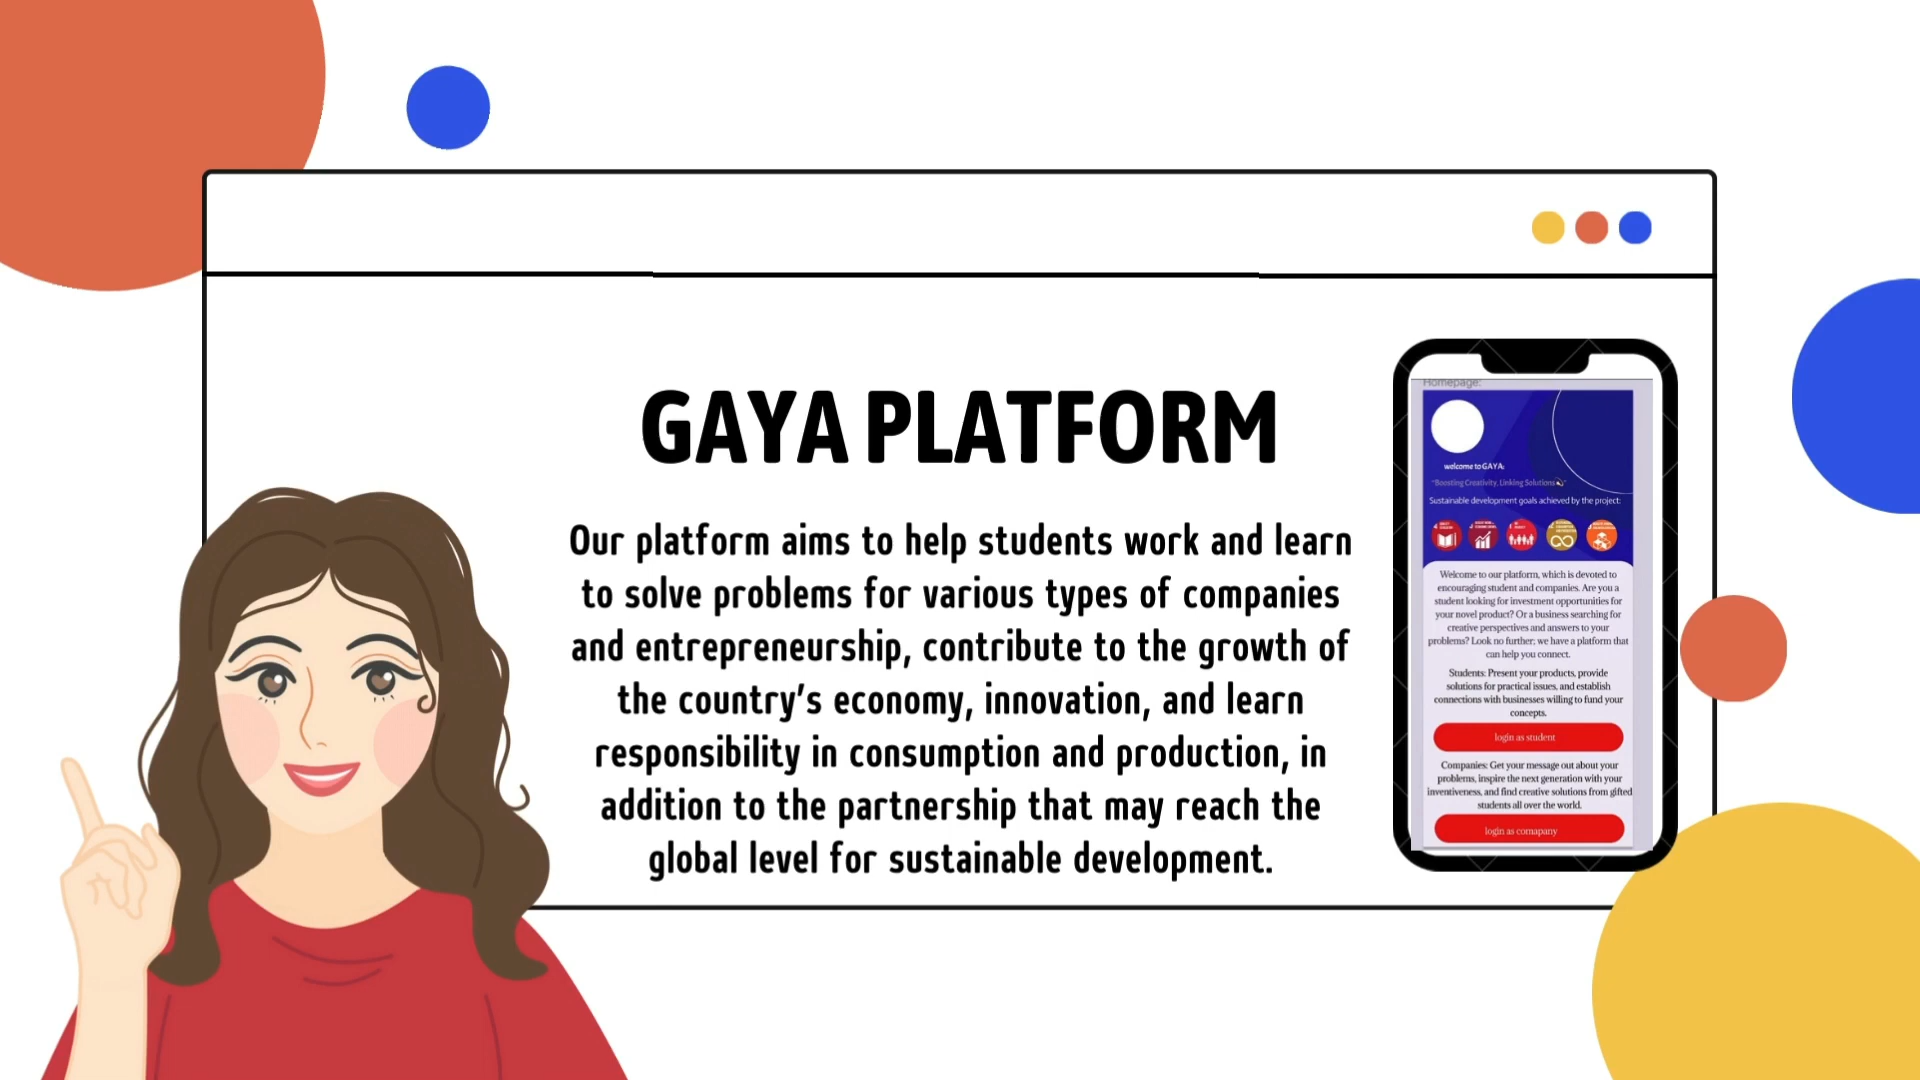 GAYA PLATFORM
Our platform aims to help students work and learn
to solve problems for various types of companies
and entrepreneurship, contribute to the growth of
the country's economy, innovation, and learn
responsibility in consumption and production, in
addition to the partnership that may reach the
global level for sustainable development.
Homepage:
welcome to GAYA:
"Boosting Creativity, Linking Solutions💫"
Sustainable development goals achieved by the project:
Welcome to our platform, which is devoted to
encouraging student and companies. Are you a
student looking for investment opportunities for
your novel product? Or a business searching for
creative perspectives and answers to your
problems? Look no further; we have a platform that
can help you connect.
Students: Present your products, provide
solutions for practical issues, and establish
connections with businesses willing to fund your
concepts.
login as student
Companies: Get your message out about your
problems, inspire the next generation with your
inventiveness, and find creative solutions from gifted
students all over the world.
login as comapany